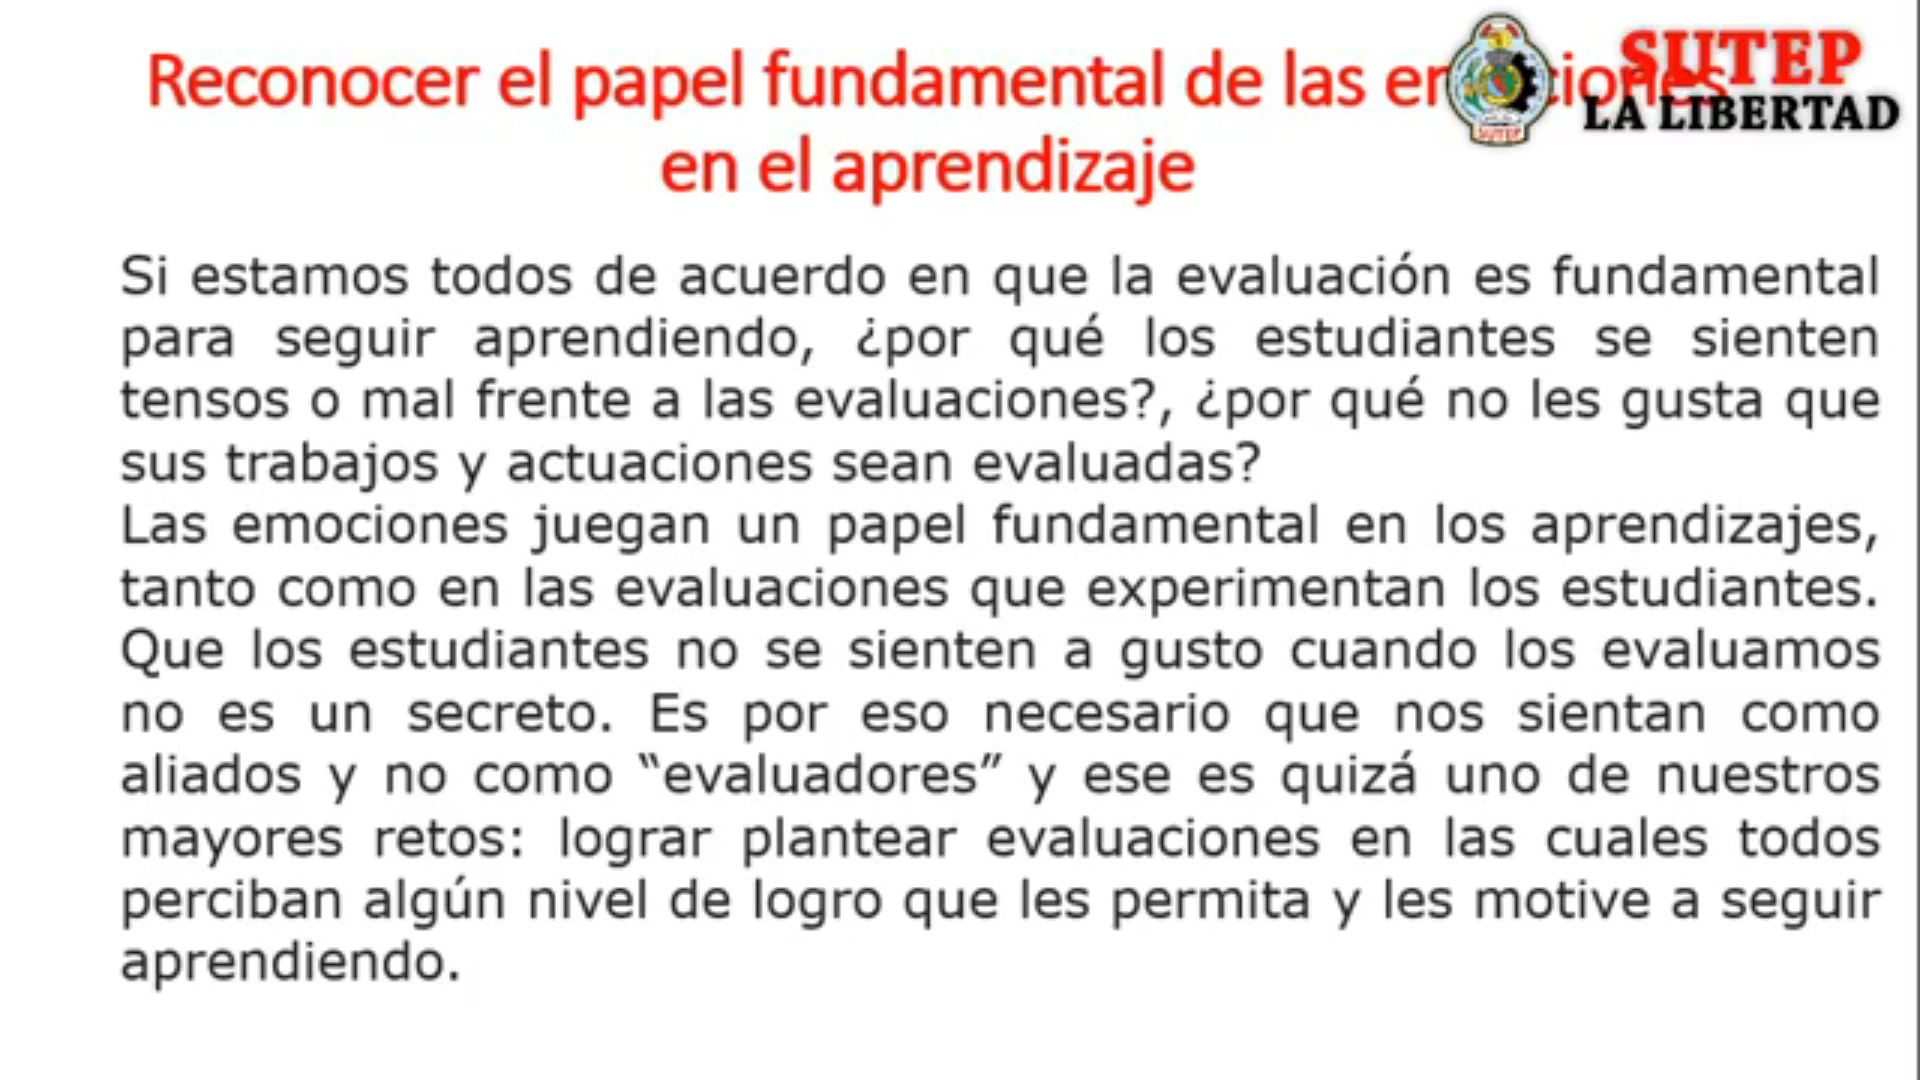 Reconocer el papel fundamental de las emociones
en el aprendizaje
SUTEP
LA LIBERTAD
SUTEP
Si estamos todos de acuerdo en que la evaluación es fundamental
para seguir aprendiendo, ¿por qué los estudiantes se sienten
tensos o mal frente a las evaluaciones?, ¿por qué no les gusta que
sus trabajos y actuaciones sean evaluadas?
Las emociones juegan un papel fundamental en los aprendizajes,
tanto como en las evaluaciones que experimentan los estudiantes.
Que los estudiantes no se sienten a gusto cuando los evaluamos
no es un secreto. Es por eso necesario que nos sientan como
aliados y no como “evaluadores” y ese es quizá uno de nuestros
mayores retos: lograr plantear evaluaciones en las cuales todos
perciban algún nivel de logro que les permita y les motive a seguir
aprendiendo.